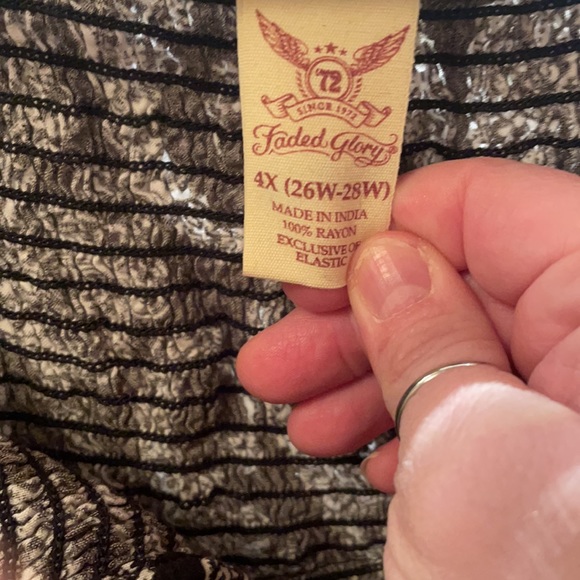 '72
SINCE 1972
Faded Glory®
4X (26W-28W)
MADE IN INDIA
100% RAYON
EXCLUSIVE OF
ELASTIC